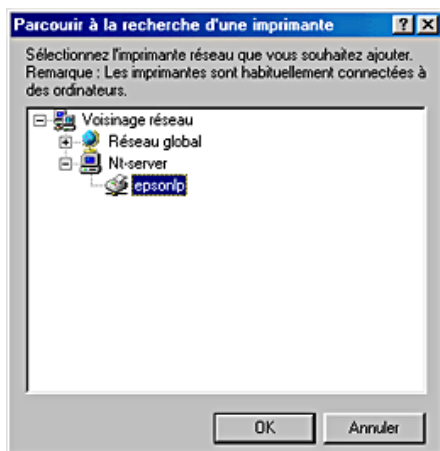 Parcourir à la recherche d'une imprimante
Sélectionnez l'imprimante réseau que vous souhaitez ajouter.
Remarque : Les imprimantes sont habituellement connectées à
des ordinateurs.
Voisinage réseau
Réseau global
Nt-server
epsonlp
OK Annuler